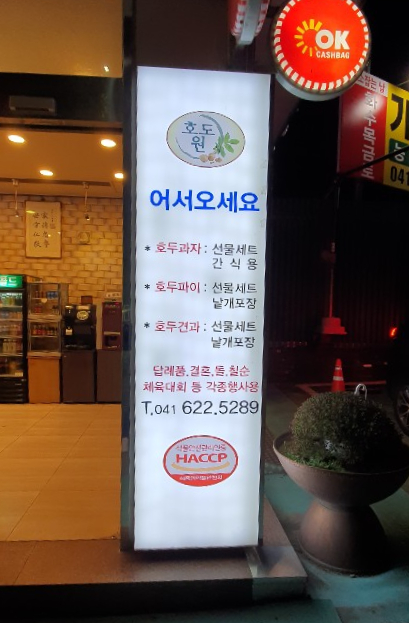 OK
CASHBAG
호도
원
어서오세요
* 호두과자 : 선물세트
간 식 용
* 호두파이 : 선물세트
낱개포장
* 호두견과 : 선물세트
낱개포장
답례품,결혼,돌,칠순
체육대회 등 각종행사용
T.041 622.5289
HACCP
041